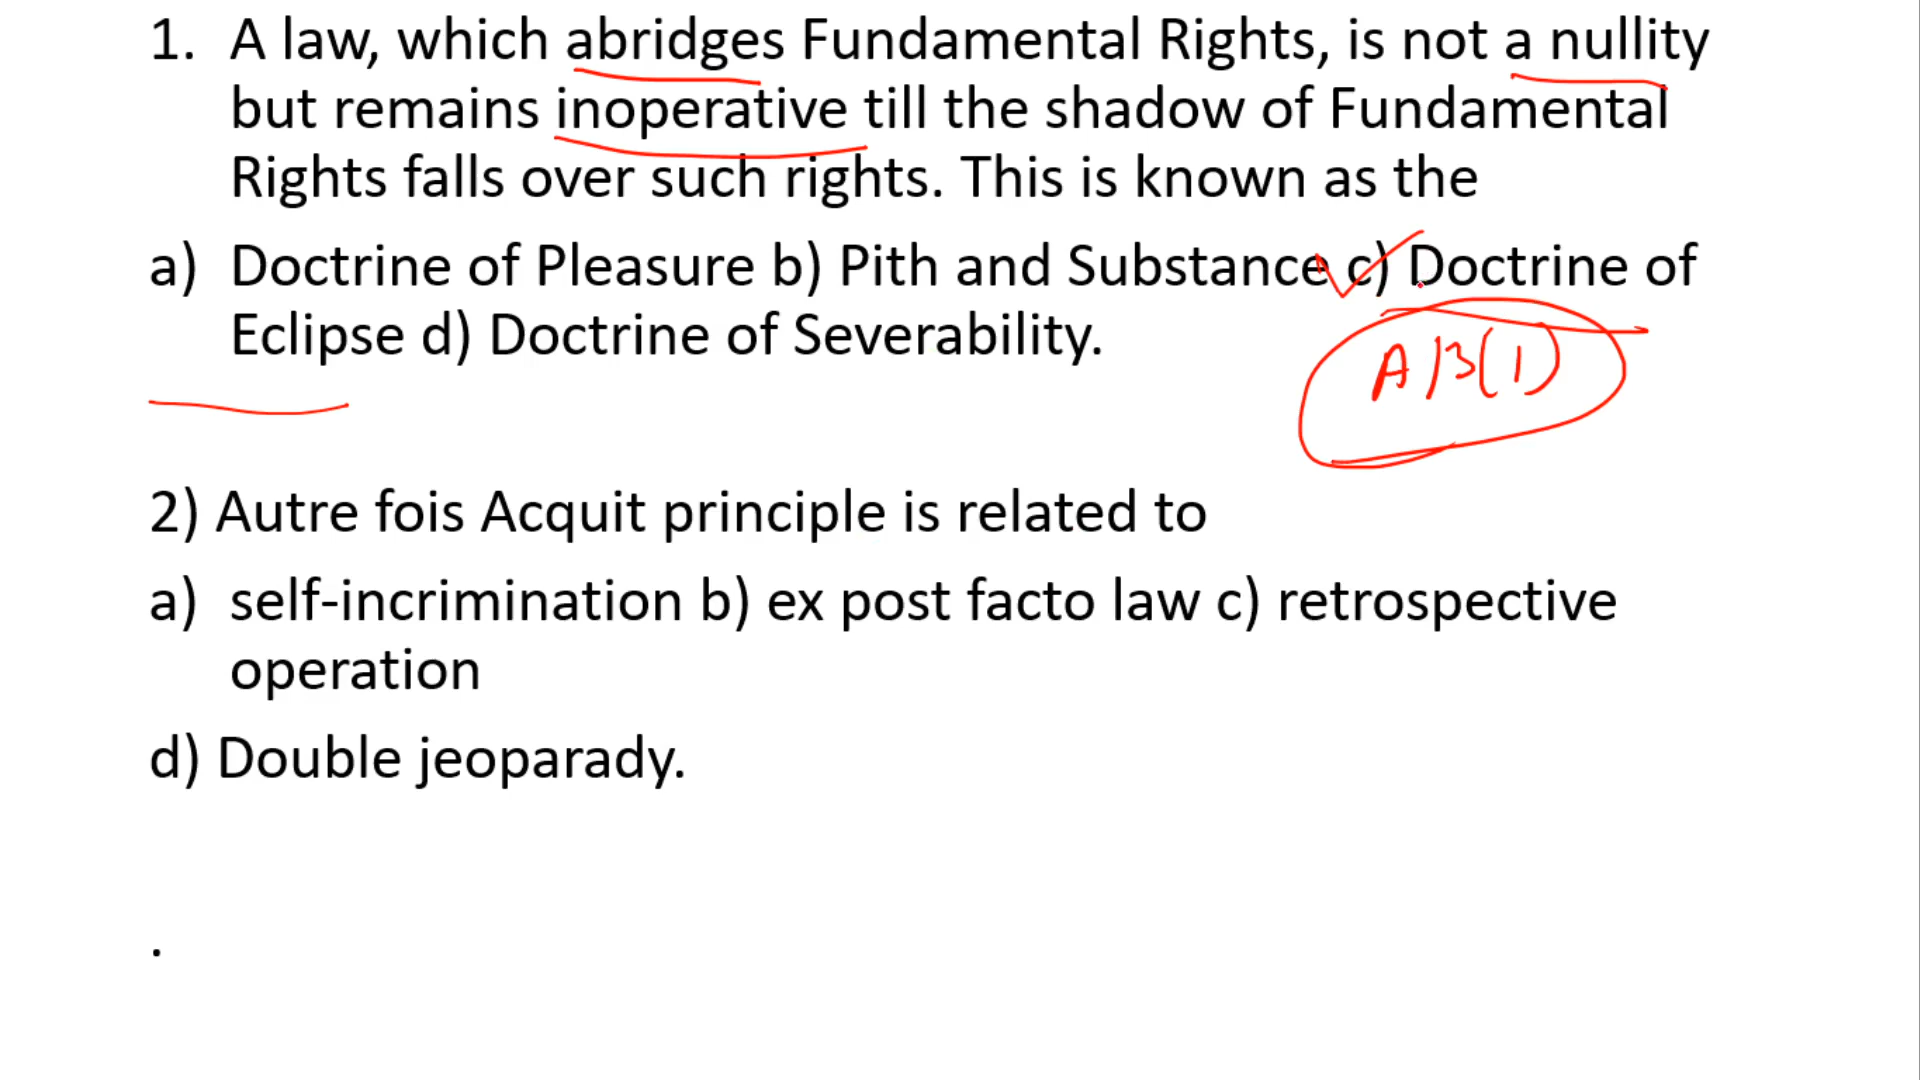 1. A law, which abridges Fundamental Rights, is not a nullity
but remains inoperative till the shadow of Fundamental
Rights falls over such rights. This is known as the
a) Doctrine of Pleasure b) Pith and Substance c) Doctrine of
Eclipse d) Doctrine of Severability.
A 13(1)
2) Autre fois Acquit principle is related to
a) self-incrimination b) ex post facto law c) retrospective
operation
d) Double jeoparady.
.